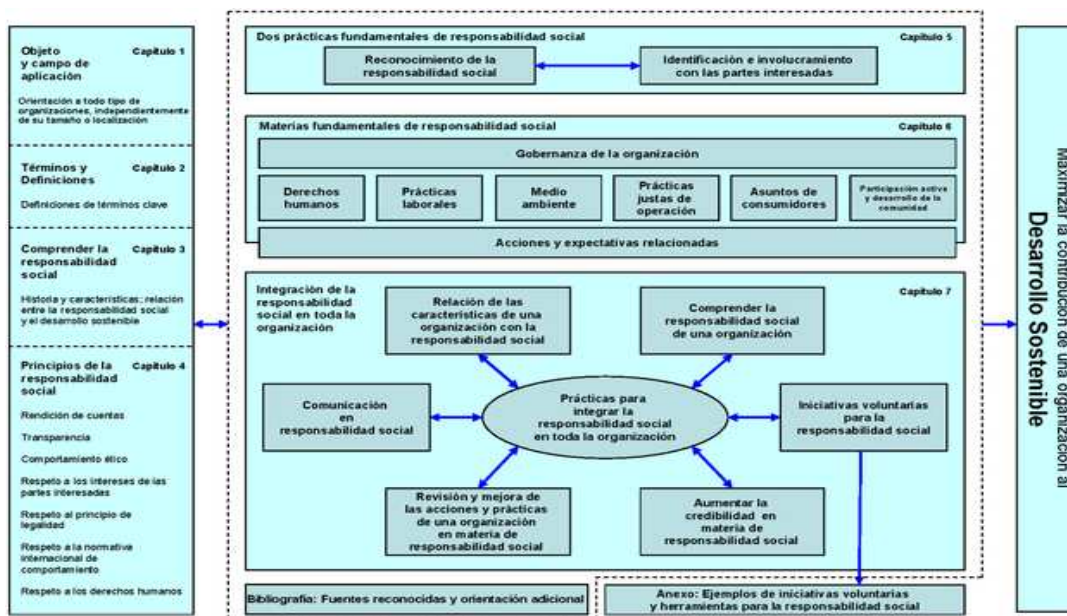 Objeto
y campo de
aplicación
Capítulo 1
Orientación a todo tipo de
organizaciones, independientemente
de su tamaño o localización
Términos y
Definiciones
Capítulo 2
Definiciones de términos clave
Comprender la
responsabilidad
social
Capítulo 3
Historia y características; relación
entre la responsabilidad social
y el desarrollo sostenible
Principios de la
responsabilidad
social
Capítulo 4
Rendición de cuentas
Transparencia
Comportamiento ético
Respeto a los intereses de las
partes interesadas
Respeto al principio de
legalidad
Respeto a la normativa
internacional de
comportamiento
Respeto a los derechos humanos
Dos prácticas fundamentales de responsabilidad social
Capítulo 5
Reconocimiento de la
responsabilidad social
Identificación e involucramiento
con las partes interesadas
Materias fundamentales de responsabilidad social
Capítulo 6
Gobernanza de la organización
Derechos
humanos
Prácticas
laborales
Medio
ambiente
Prácticas
justas de
operación
Asuntos de
consumidores
Participación activa
y desarrollo de la
comunidad
Acciones y expectativas relacionadas
Integración de la
responsabilidad
social en toda la
organización
Capítulo 7
Relación de las
características de una
organización con la
responsabilidad social
Comprender la
responsabilidad social
de una organización
Comunicación
en
responsabilidad social
Prácticas para
integrar la
responsabilidad social
en toda la organización
Iniciativas voluntarias
para la
responsabilidad social
Revisión y mejora de
las acciones y prácticas
de una organización
en materia de
responsabilidad social
Aumentar la
credibilidad en
materia de
responsabilidad social
Bibliografía: Fuentes reconocidas y orientación adicional
Anexo: Ejemplos de iniciativas voluntarias
y herramientas para la responsabilidad social
Maximizar la contribución de una organización al
Desarrollo Sostenible